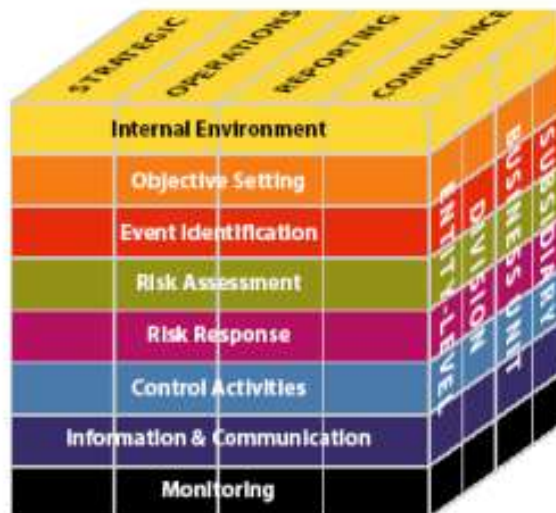 STRATEGIC
OPERATIONS
REPORTING
COMPLIANCE
Internal Environment
Objective Setting
Event Identification
Risk Assessment
Risk Response
Control Activities
Information & Communication
Monitoring
ENTITY-LEVEL
DIVISION
BUSINESS UNIT
SUBSIDIARY